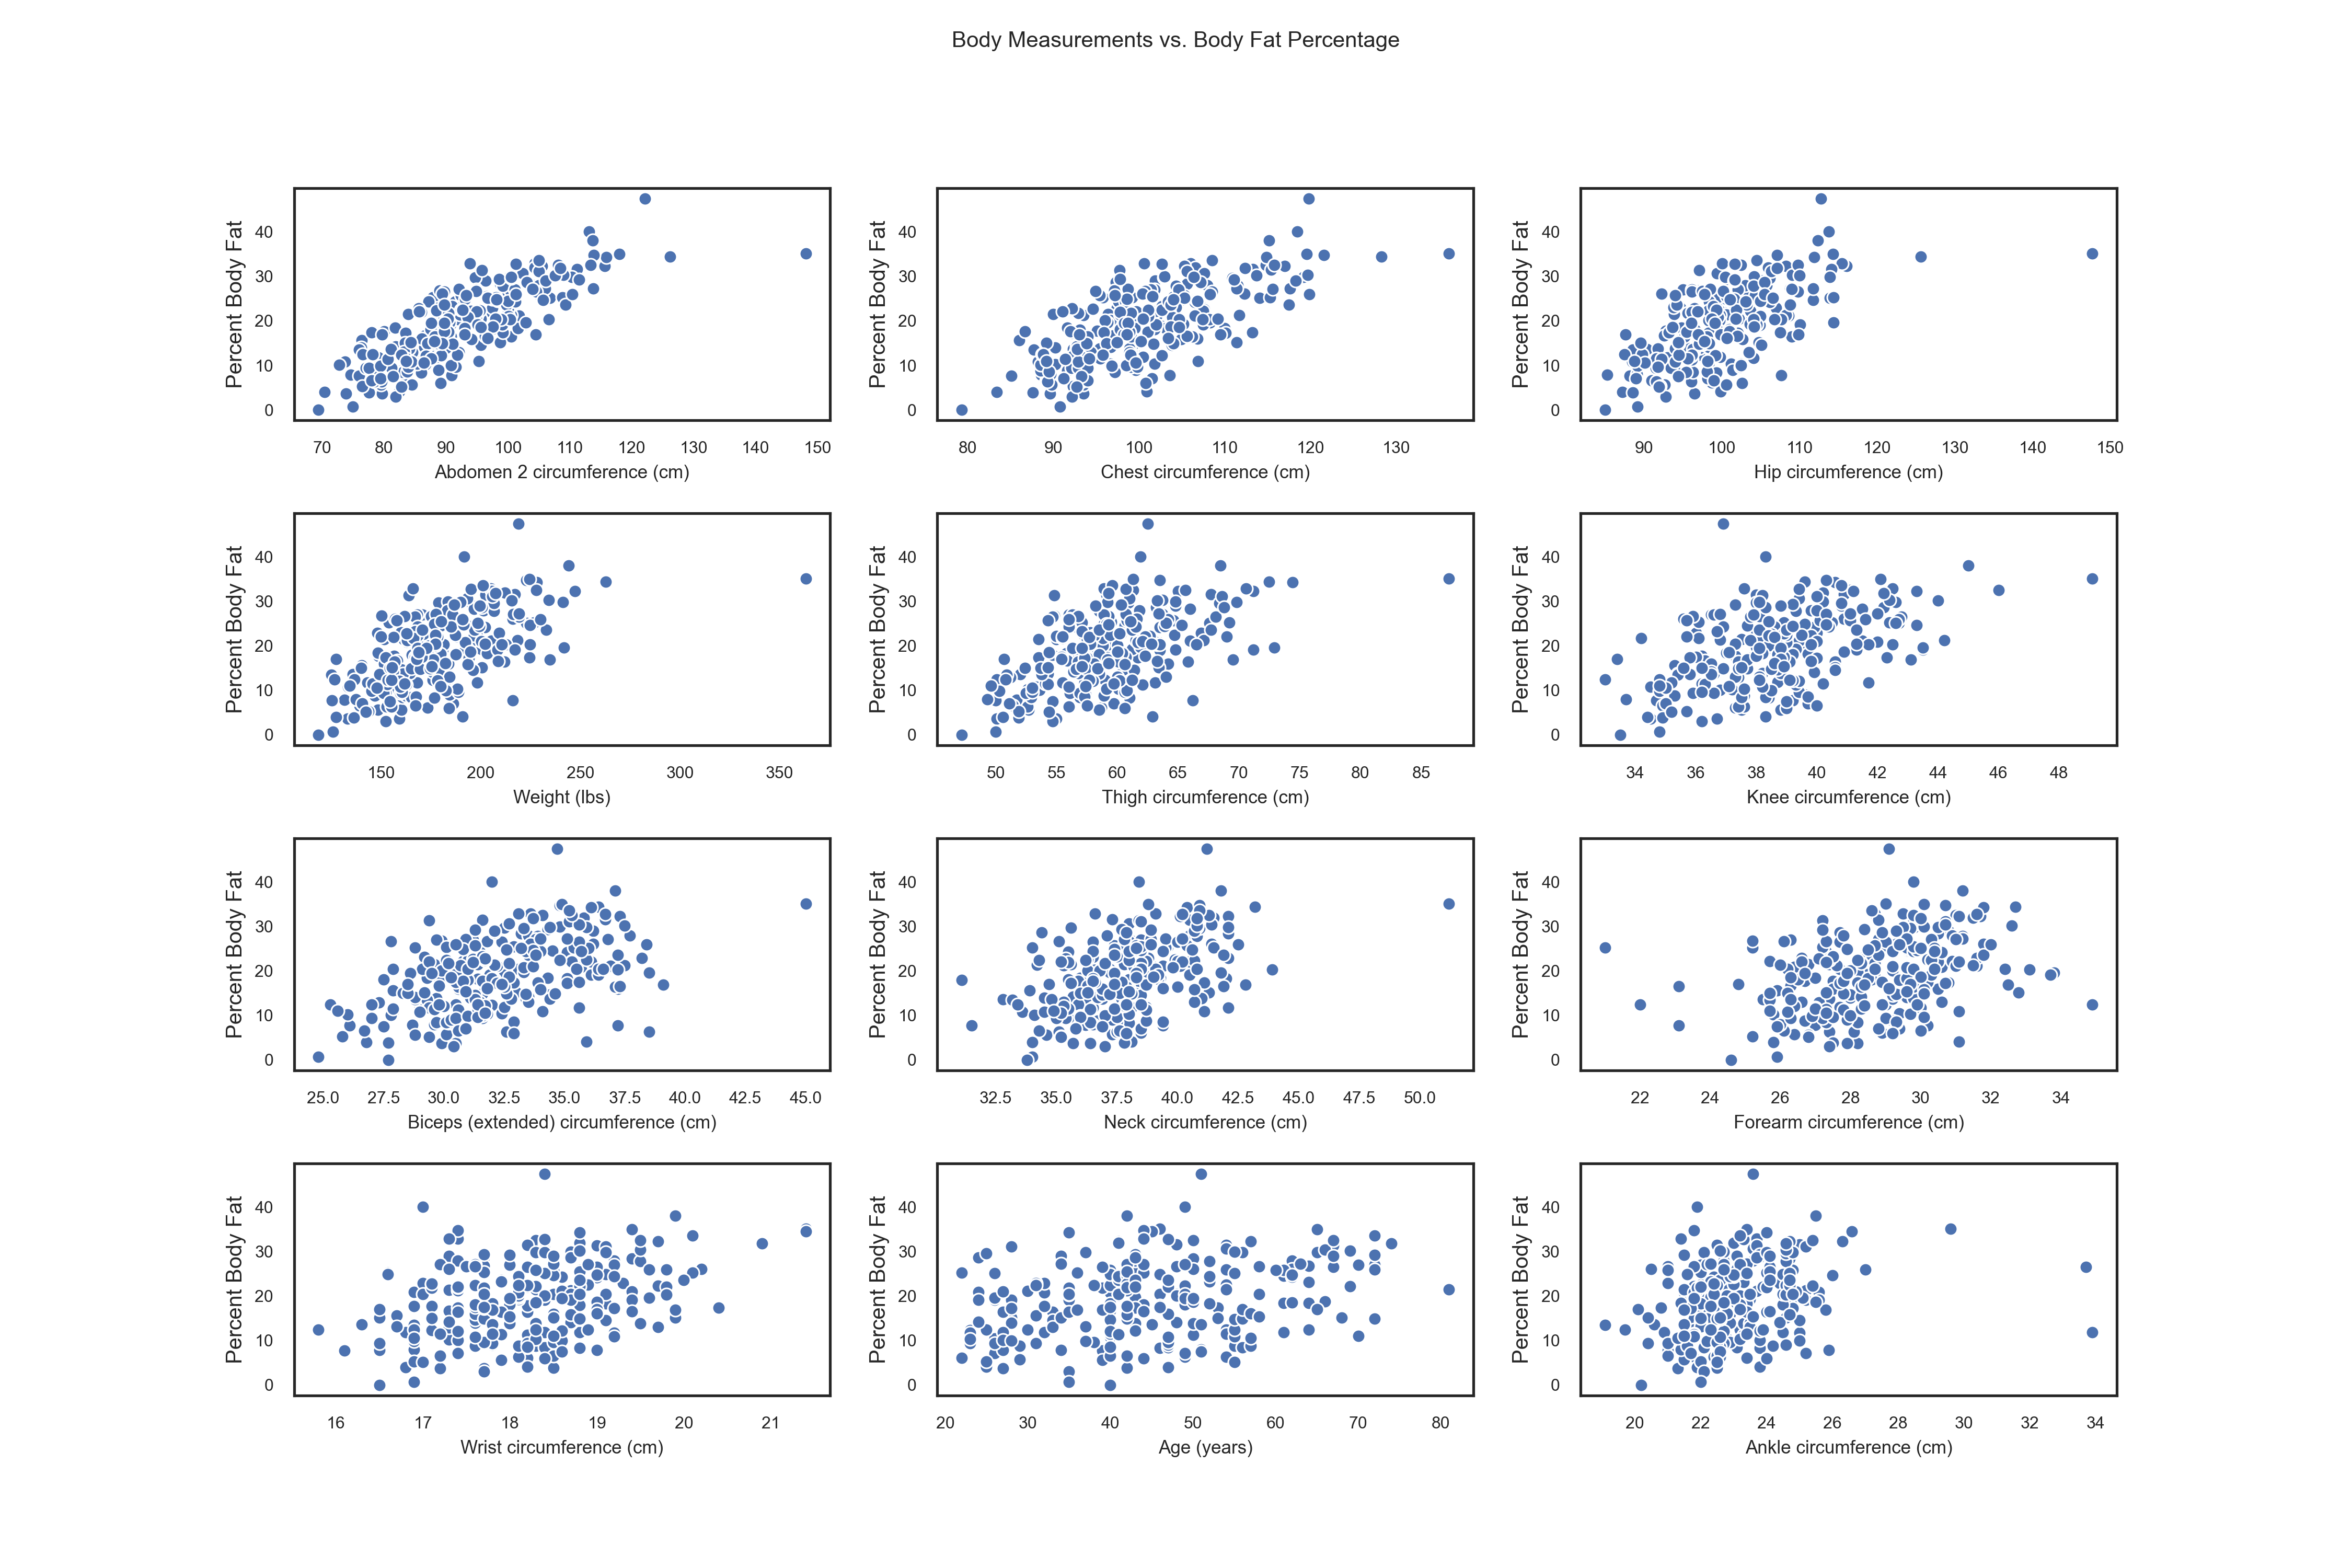 Body Measurements vs. Body Fat Percentage
Percent Body Fat
40
30
20
10
0
70 80 90 100 110 120 130 140 150
Abdomen 2 circumference (cm)
Percent Body Fat
40
30
20
10
0
80 90 100 110 120 130
Chest circumference (cm)
Percent Body Fat
40
30
20
10
0
90 100 110 120 130 140 150
Hip circumference (cm)
Percent Body Fat
40
30
20
10
0
150 200 250 300 350
Weight (lbs)
Percent Body Fat
40
30
20
10
0
50 55 60 65 70 75 80 85
Thigh circumference (cm)
Percent Body Fat
40
30
20
10
0
34 36 38 40 42 44 46 48
Knee circumference (cm)
Percent Body Fat
40
30
20
10
0
25.0 27.5 30.0 32.5 35.0 37.5 40.0 42.5 45.0
Biceps (extended) circumference (cm)
Percent Body Fat
40
30
20
10
0
32.5 35.0 37.5 40.0 42.5 45.0 47.5 50.0
Neck circumference (cm)
Percent Body Fat
40
30
20
10
0
22 24 26 28 30 32 34
Forearm circumference (cm)
Percent Body Fat
40
30
20
10
0
16 17 18 19 20 21
Wrist circumference (cm)
Percent Body Fat
40
30
20
10
0
20 30 40 50 60 70 80
Age (years)
Percent Body Fat
40
30
20
10
0
20 22 24 26 28 30 32 34
Ankle circumference (cm)